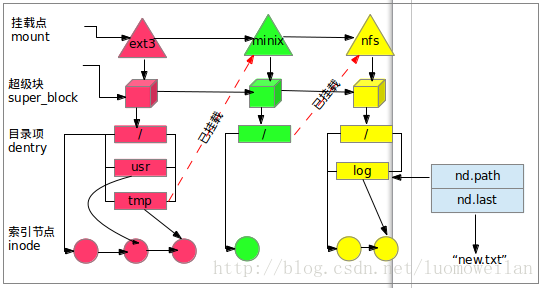 挂载点
mount
ext3
minix
nfs
超级块
super_block
已挂载
已挂载
目录项
dentry
/
/
/
usr
log
tmp
nd.path
nd.last
索引节点
inode
"new.txt"
http://blog.csdn.net/luomoweilan